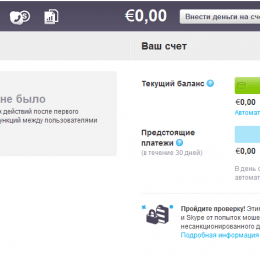 €0,00
Внести деньги на сч
Ваш счет
не было
действий после первого
ункций между пользователями
Текущий баланс
€0,00
Автомат
Предстоящие
платежи
(в течение 30 дней)
€0,00
В день с
автомат
Пройдите проверку! Эти
и Skype от попыток моше
несанкционированного д
Подробная информация